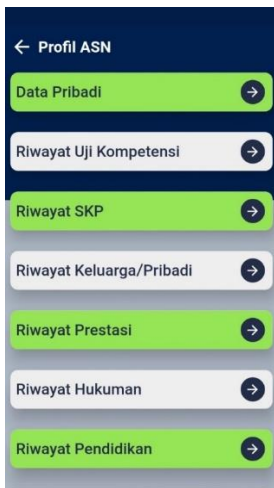 Profil ASN
Data Pribadi
Riwayat Uji Kompetensi
Riwayat SKP
Riwayat Keluarga/Pribadi
Riwayat Prestasi
Riwayat Hukuman
Riwayat Pendidikan